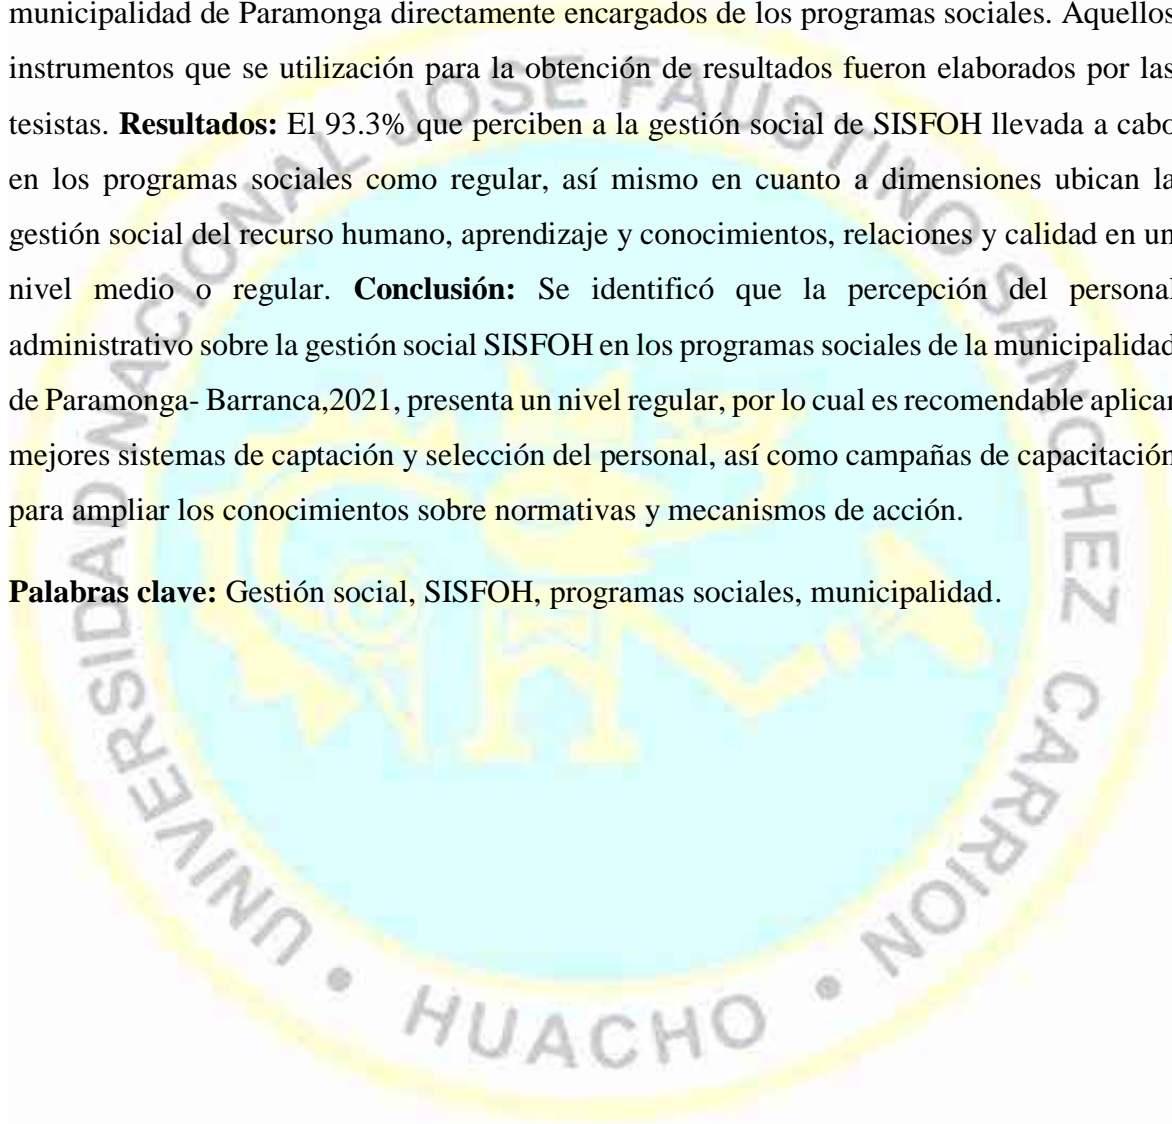 municipalidad de Paramonga directamente encargados de los programas sociales. Aquellos
instrumentos que se utilización para la obtención de resultados fueron elaborados por las
tesistas. Resultados: El 93.3% que perciben a la gestión social de SISFOH llevada a cabo
en los programas sociales como regular, así mismo en cuanto a dimensiones ubican la
gestión social del recurso humano, aprendizaje y conocimientos, relaciones y calidad en un
nivel medio o regular. Conclusión: Se identificó que la percepción del personal
administrativo sobre la gestión social SISFOH en los programas sociales de la municipalidad
de Paramonga- Barranca,2021, presenta un nivel regular, por lo cual es recomendable aplicar
mejores sistemas de captación y selección del personal, así como campañas de capacitación
para ampliar los conocimientos sobre normativas y mecanismos de acción.
Palabras clave: Gestión social, SISFOH, programas sociales, municipalidad.
UNIVERSIDAD NACIONAL JOSE FAUSTINO SANCHEZ CARRION • HUACHO •